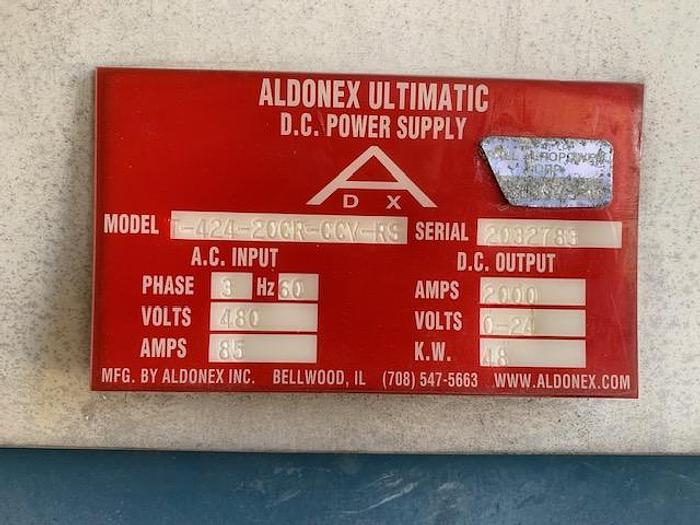 ALDONEX ULTIMATIC
D.C. POWER SUPPLY
ADX
MODEL T-424-20CR-CCV-RS SERIAL 2032783
A.C. INPUT D.C. OUTPUT
PHASE 3 Hz 60 AMPS 2000
VOLTS 480 VOLTS 0-24
AMPS 85 K.W. 48
MFG. BY ALDONEX INC. BELLWOOD, IL (708) 547-5663 WWW.ALDONEX.COM